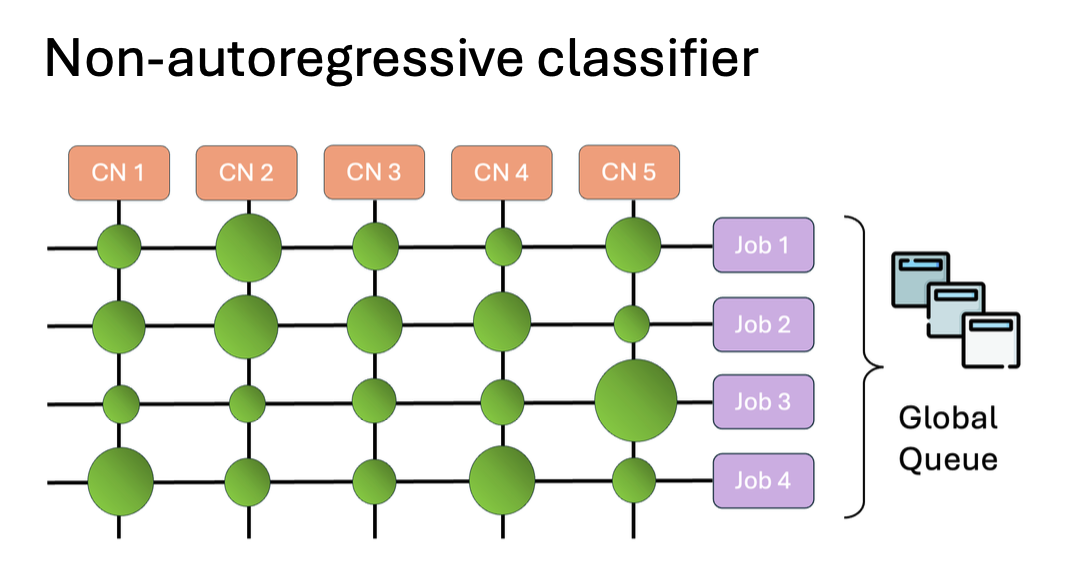 Non-autoregressive classifier
CN 1 CN 2 CN 3 CN 4 CN 5
Job 1
Job 2
Job 3
Global
Queue
Job 4